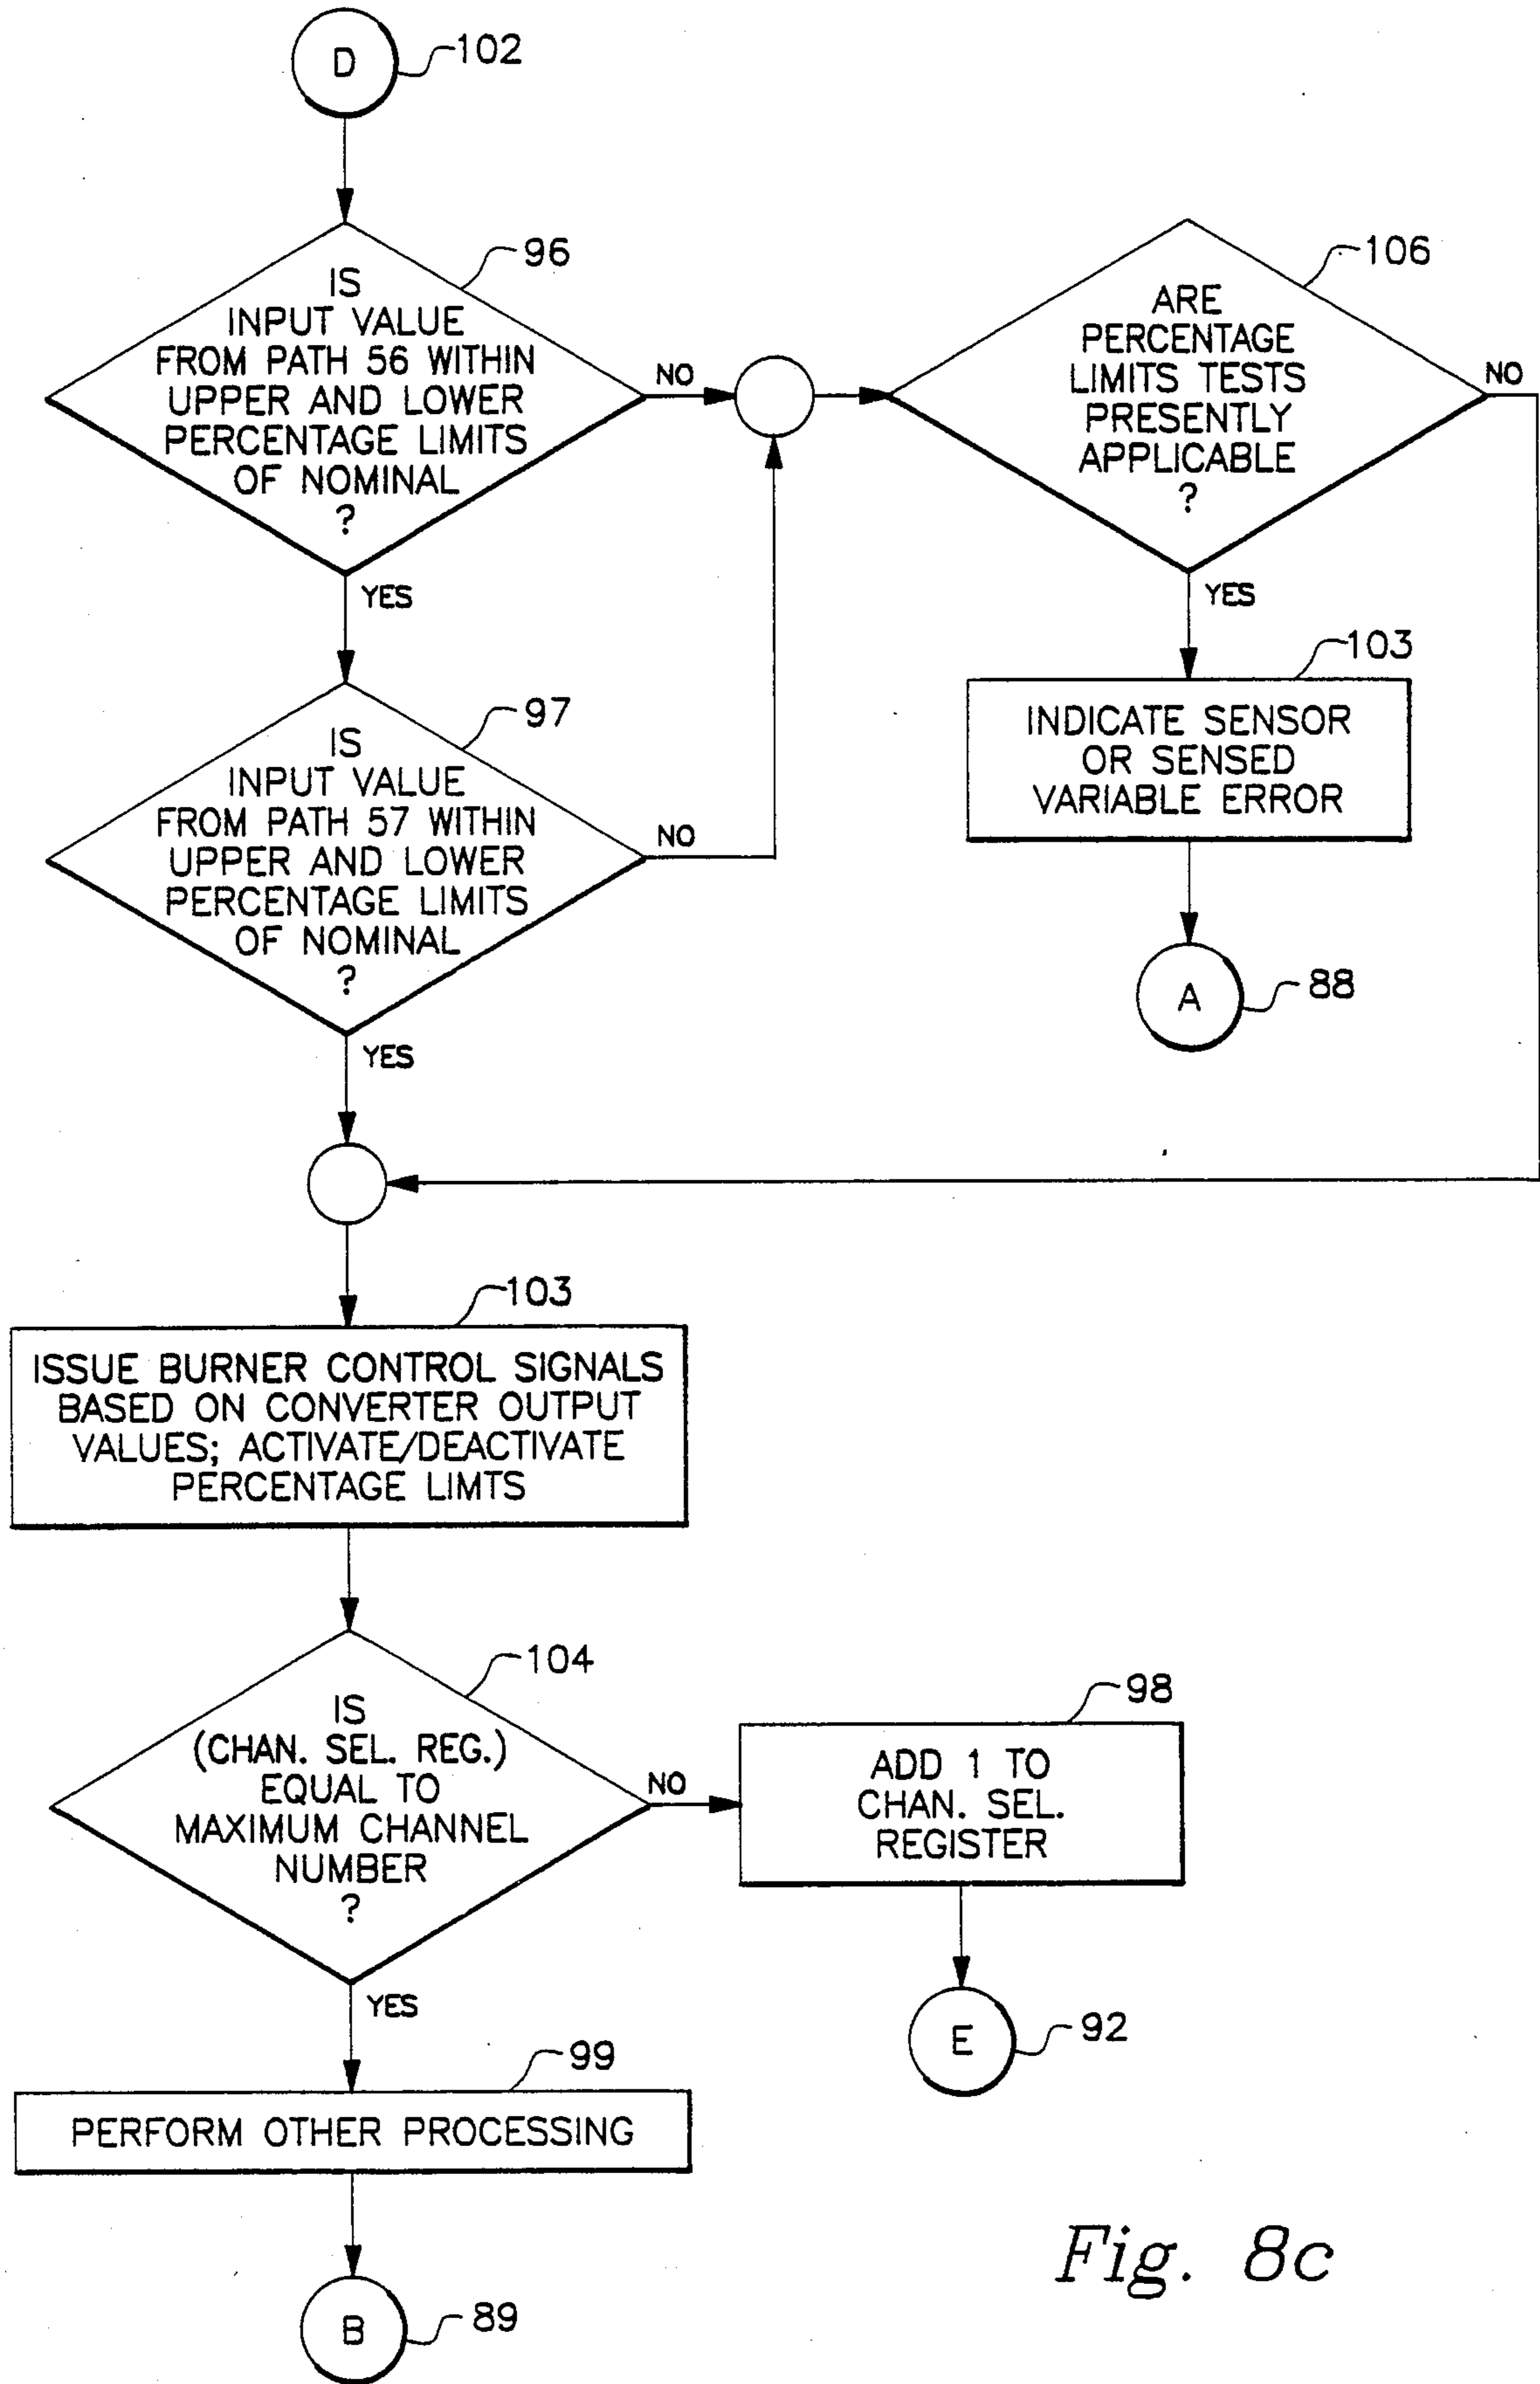 D
102
96
IS
INPUT VALUE
FROM PATH 56 WITHIN
UPPER AND LOWER
PERCENTAGE LIMITS
OF NOMINAL
?
NO
YES
106
ARE
PERCENTAGE
LIMITS TESTS
PRESENTLY
APPLICABLE
?
NO
YES
103
INDICATE SENSOR
OR SENSED
VARIABLE ERROR
A
88
97
IS
INPUT VALUE
FROM PATH 57 WITHIN
UPPER AND LOWER
PERCENTAGE LIMITS
OF NOMINAL
?
NO
YES
103
ISSUE BURNER CONTROL SIGNALS
BASED ON CONVERTER OUTPUT
VALUES; ACTIVATE/DEACTIVATE
PERCENTAGE LIMTS
104
IS
(CHAN. SEL. REG.)
EQUAL TO
MAXIMUM CHANNEL
NUMBER
?
NO
YES
98
ADD 1 TO
CHAN. SEL.
REGISTER
E
92
99
PERFORM OTHER PROCESSING
B
89
Fig. 8c